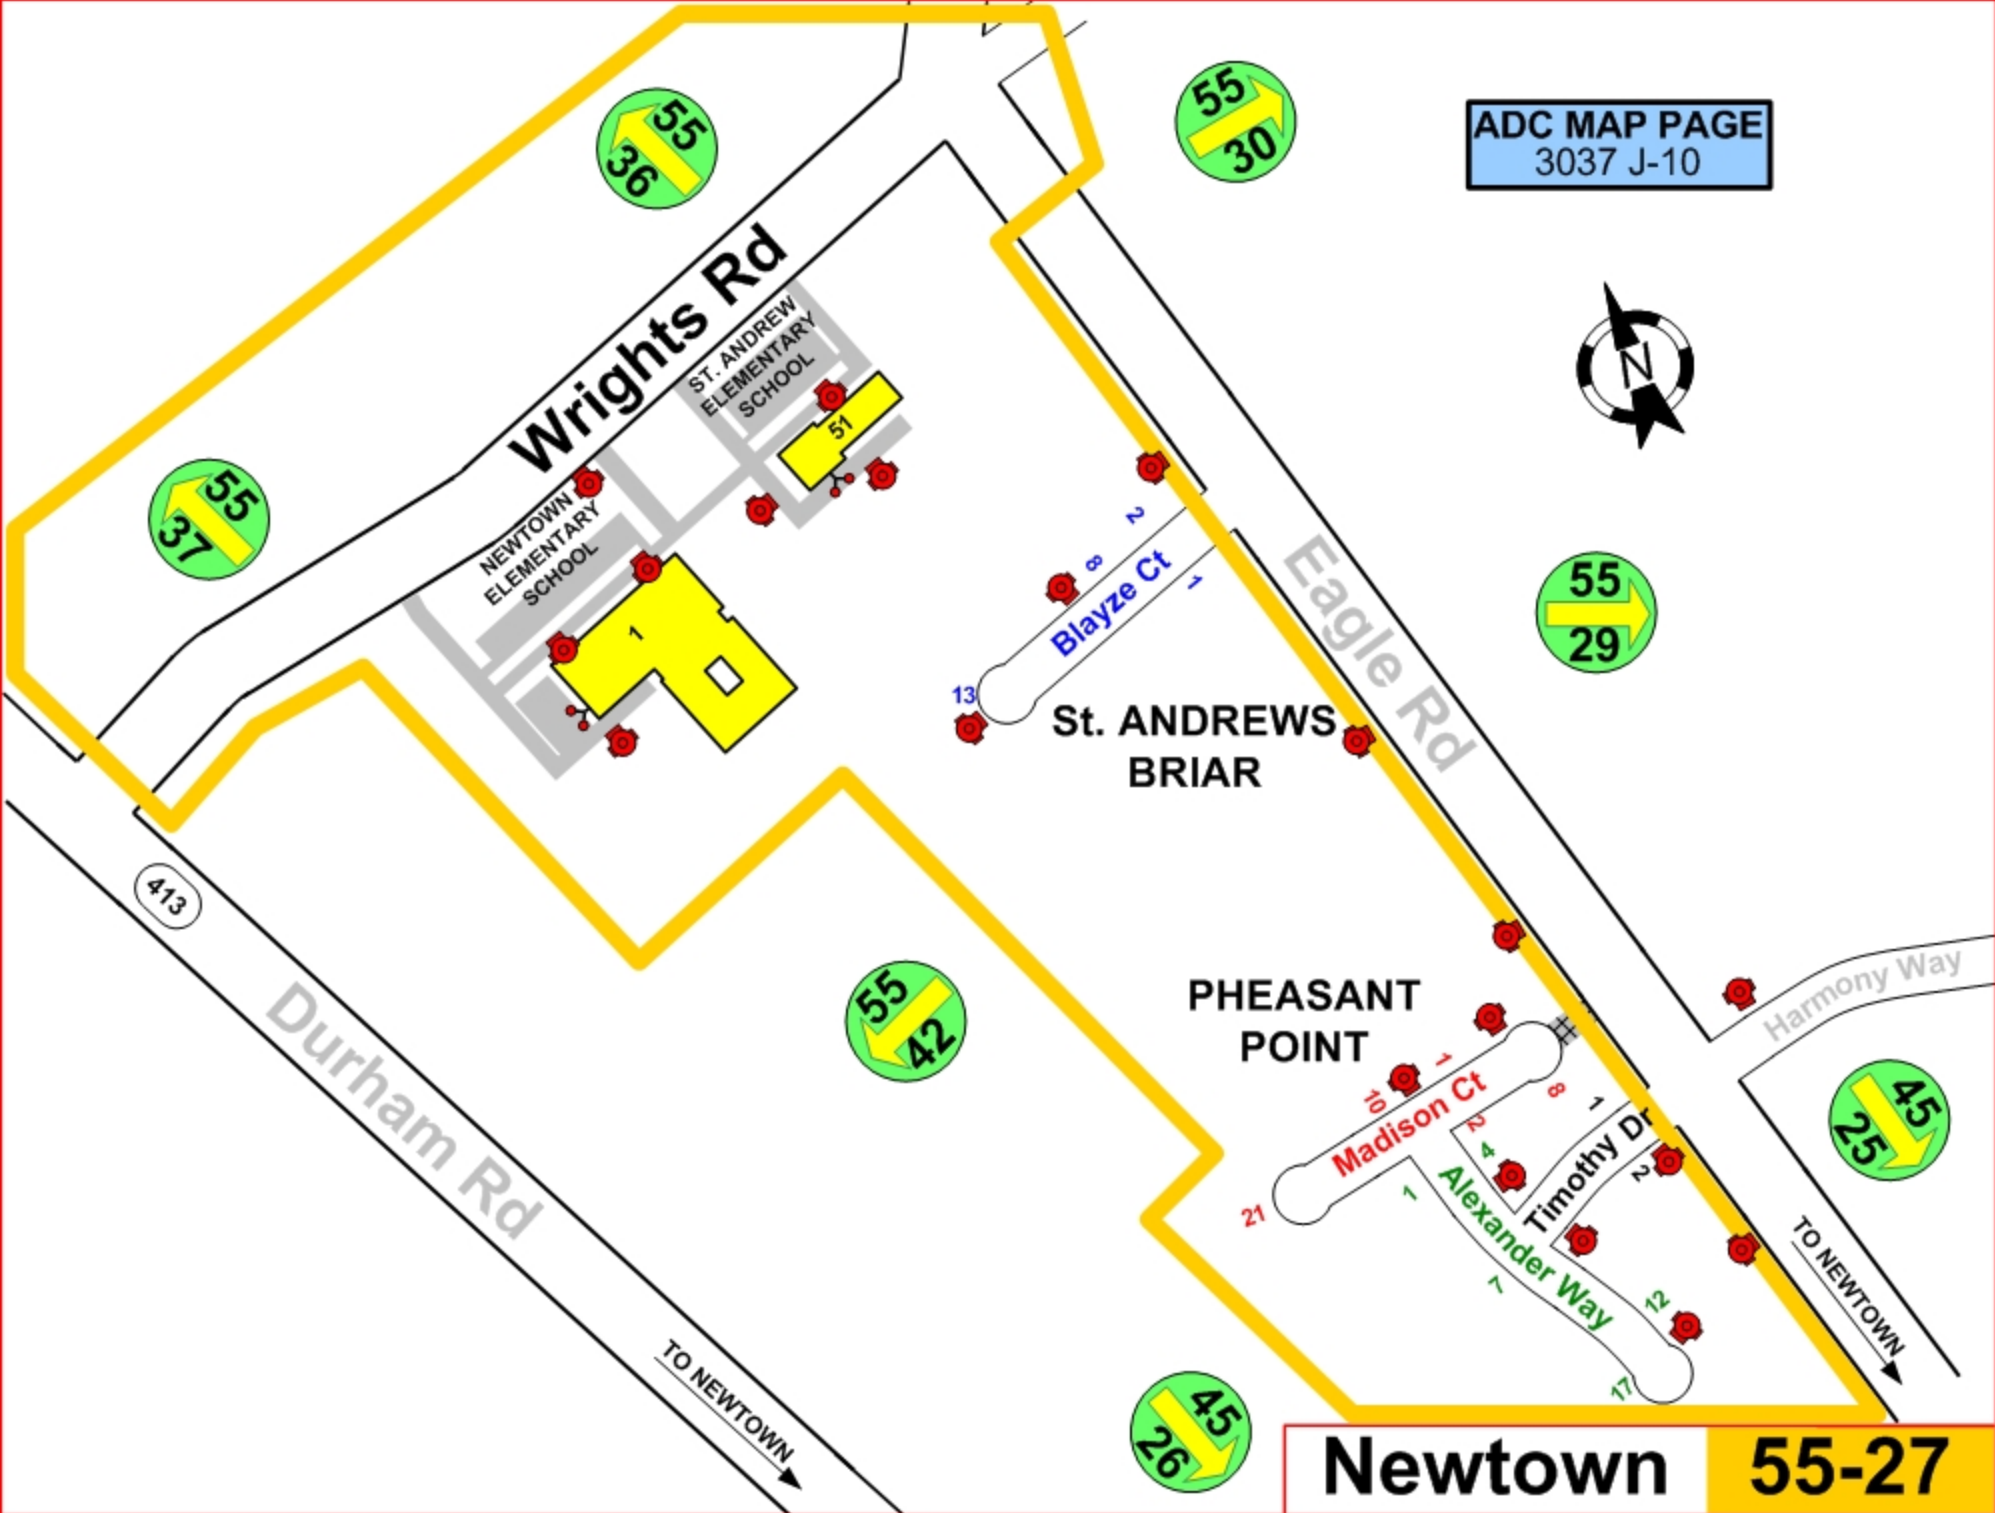 55
36
55
30
ADC MAP PAGE
3037 J-10
N
Wrights Rd
ST. ANDREW
ELEMENTARY
SCHOOL
51
55
37
NEWTOWN
ELEMENTARY
SCHOOL
1
2
8
Blayze Ct
1
13
Eagle Rd
55
29
St. ANDREWS
BRIAR
413
Durham Rd
55
42
PHEASANT
POINT
Harmony Way
1
10
Madison Ct
8
2
21
1
Timothy Dr
2
4
1
Alexander Way
7
12
17
45
25
TO NEWTOWN
TO NEWTOWN
45
26
Newtown
55-27